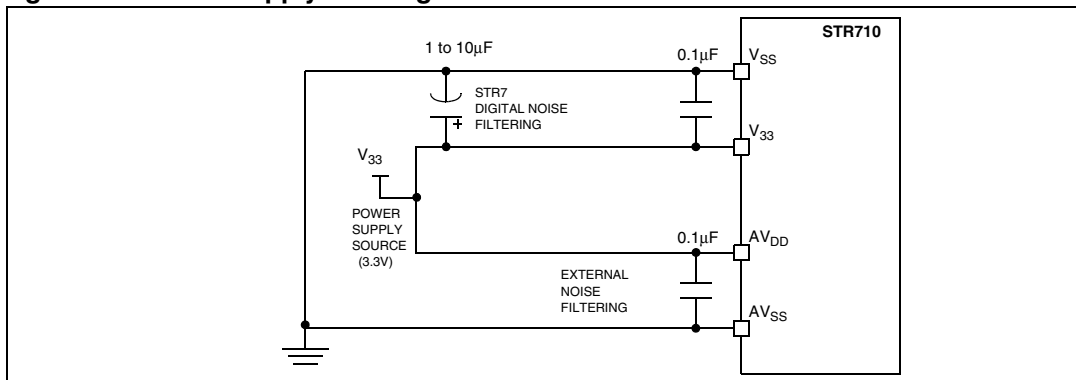 STR710
1 to 10µF
0.1µF
VSS
STR7
DIGITAL NOISE
FILTERING
+
V33
V33
POWER
SUPPLY
SOURCE
(3.3V)
0.1µF
AVDD
EXTERNAL
NOISE
FILTERING
AVSS